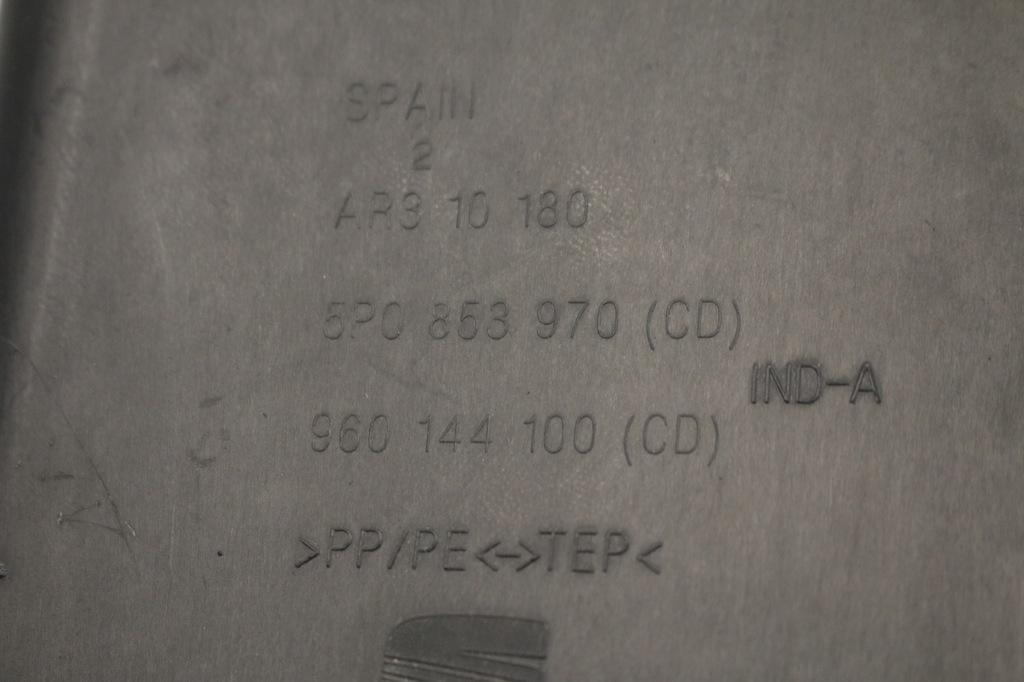 SPAIN
2
AR3 10 180
5P0 853 970 (CD)
IND-A
960 144 100 (CD)
>PP/PE<->TEP<